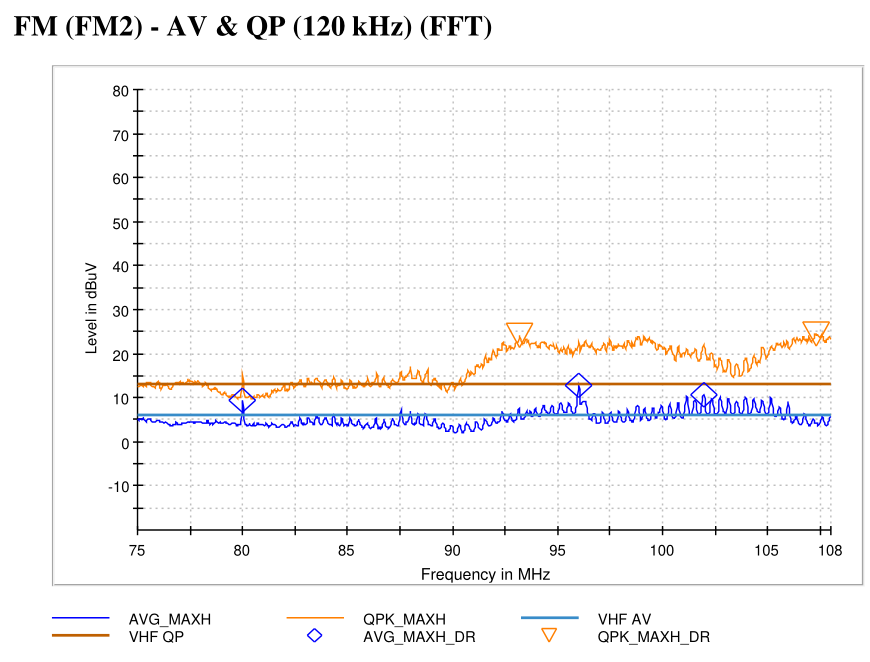 FM (FM2) - AV & QP (120 kHz) (FFT)
80
70
60
50
40
30
20
10
0
-10
Level in dBuV
75 80 85 90 95 100 105 108
Frequency in MHz
AVG_MAXH QPK_MAXH VHF AV
VHF QP AVG_MAXH_DR QPK_MAXH_DR